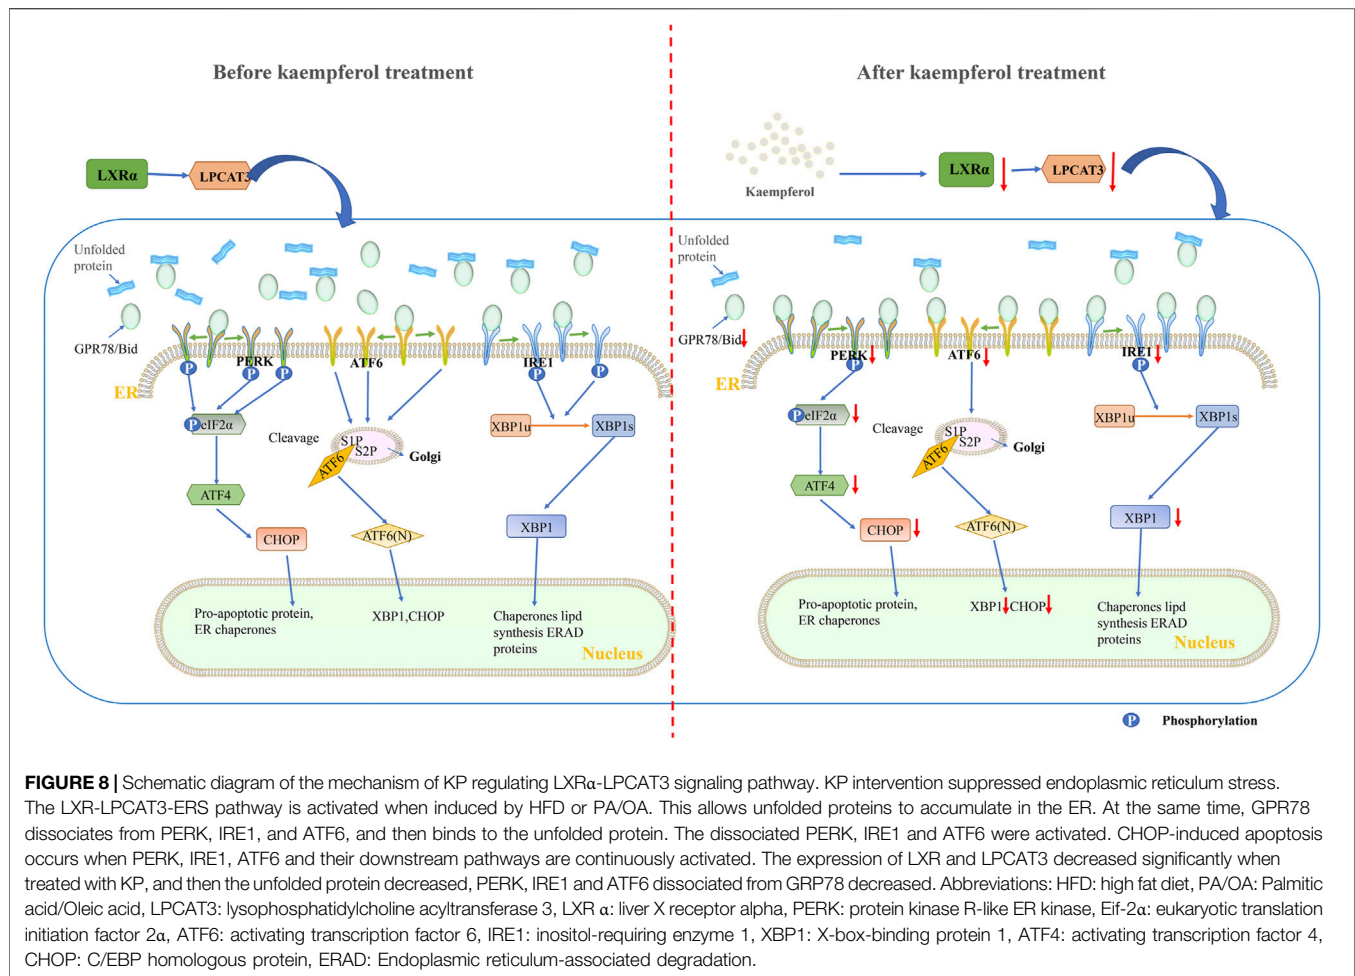 Before kaempferol treatment
LXRα
LPCAT3
Unfolded
protein
GPR78/Bid
ER
PERK
ATF6
IRE1
P
P
P
P
P
P
eIF2α
Cleavage
S1P
S2P
ATF6
Golgi
XBP1u
XBP1s
ATF4
CHOP
ATF6(N)
XBP1
Pro-apoptotic protein,
ER chaperones
XBP1,CHOP
Chaperones lipd
synthesis ERAD
proteins
Nucleus
After kaempferol treatment
Kaempferol
LXRα
LPCAT3
Unfolded
protein
GPR78/Bid
ER
PERK
ATF6
IRE1
P
P
P
eIF2α
Cleavage
S1P
S2P
ATF6
Golgi
XBP1u
XBP1s
ATF4
CHOP
ATF6(N)
XBP1
Pro-apoptotic protein,
ER chaperones
XBP1,CHOP
Chaperones lipd
synthesis ERAD
proteins
Nucleus
P Phosphorylation
FIGURE 8 | Schematic diagram of the mechanism of KP regulating LXRα-LPCAT3 signaling pathway. KP intervention suppressed endoplasmic reticulum stress.
The LXR-LPCAT3-ERS pathway is activated when induced by HFD or PA/OA. This allows unfolded proteins to accumulate in the ER. At the same time, GPR78
dissociates from PERK, IRE1, and ATF6, and then binds to the unfolded protein. The dissociated PERK, IRE1 and ATF6 were activated. CHOP-induced apoptosis
occurs when PERK, IRE1, ATF6 and their downstream pathways are continuously activated. The expression of LXR and LPCAT3 decreased significantly when
treated with KP, and then the unfolded protein decreased, PERK, IRE1 and ATF6 dissociated from GRP78 decreased. Abbreviations: HFD: high fat diet, PA/OA: Palmitic
acid/Oleic acid, LPCAT3: lysophosphatidylcholine acyltransferase 3, LXR α: liver X receptor alpha, PERK: protein kinase R-like ER kinase, Eif-2α: eukaryotic translation
initiation factor 2α, ATF6: activating transcription factor 6, IRE1: inositol-requiring enzyme 1, XBP1: X-box-binding protein 1, ATF4: activating transcription factor 4,
CHOP: C/EBP homologous protein, ERAD: Endoplasmic reticulum-associated degradation.